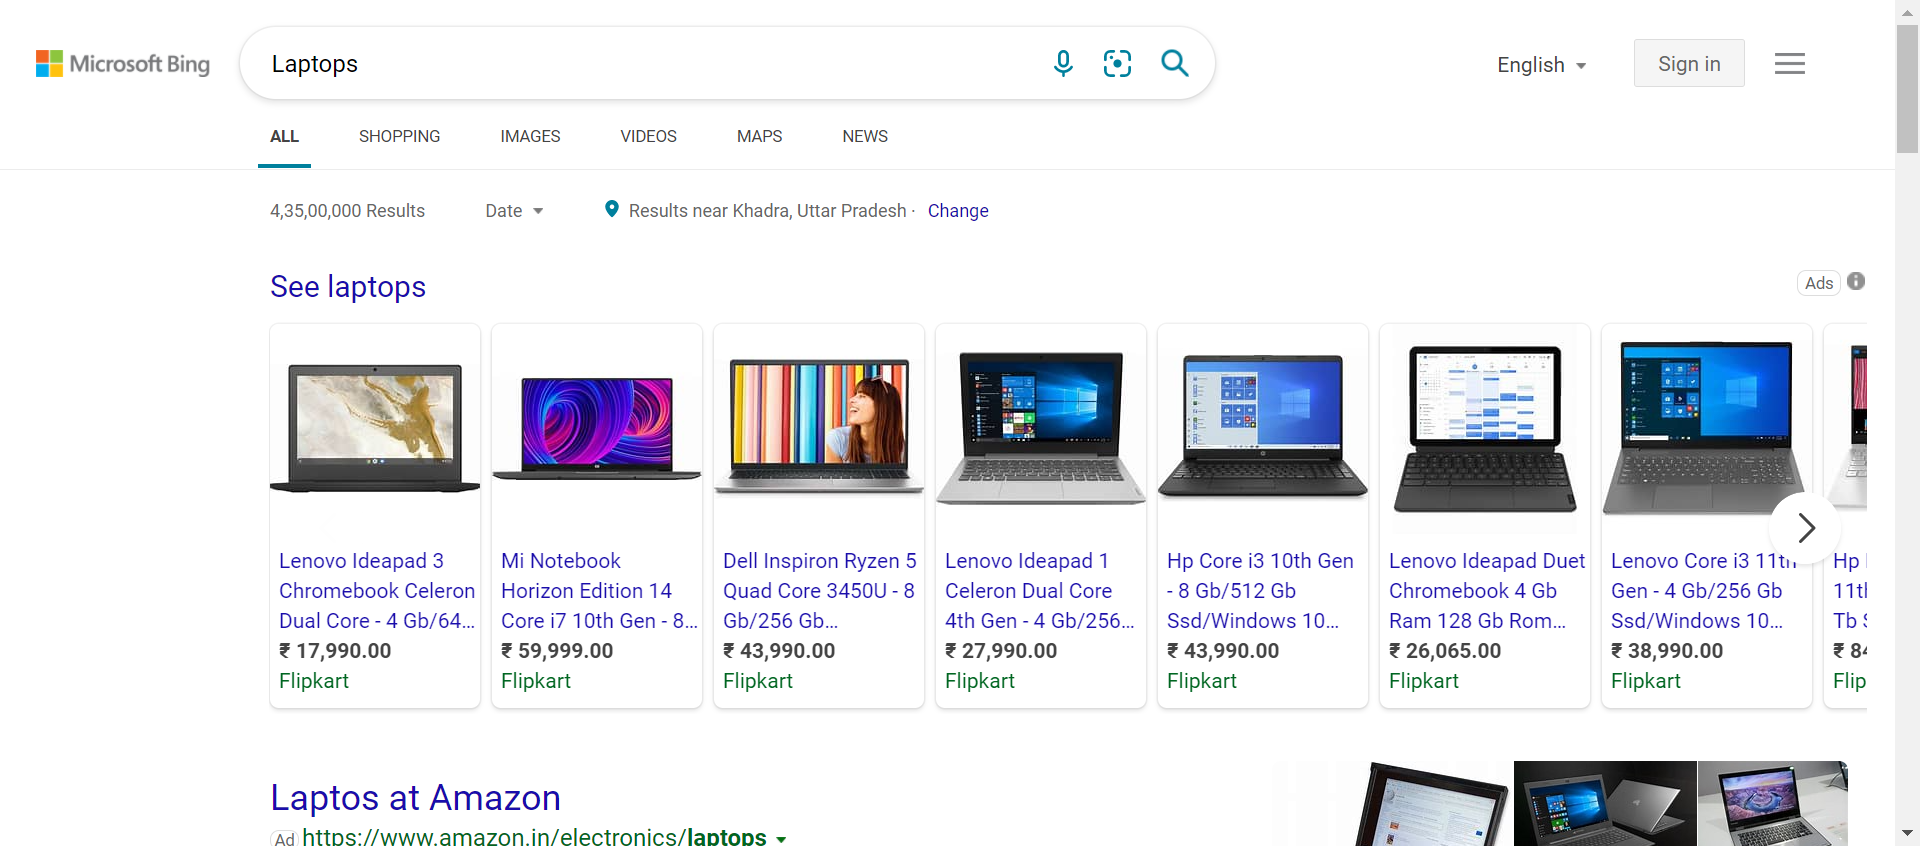 Microsoft Bing
Laptops
English
Sign in
ALL SHOPPING IMAGES VIDEOS MAPS NEWS
4,35,00,000 Results Date Results near Khadra, Uttar Pradesh · Change
See laptops
Ads
Lenovo Ideapad 3
Chromebook Celeron
Dual Core - 4 Gb/64...
₹ 17,990.00
Flipkart
Mi Notebook
Horizon Edition 14
Core i7 10th Gen - 8...
₹ 59,999.00
Flipkart
Dell Inspiron Ryzen 5
Quad Core 3450U - 8
Gb/256 Gb...
₹ 43,990.00
Flipkart
Lenovo Ideapad 1
Celeron Dual Core
4th Gen - 4 Gb/256...
₹ 27,990.00
Flipkart
Hp Core i3 10th Gen
- 8 Gb/512 Gb
Ssd/Windows 10...
₹ 43,990.00
Flipkart
Lenovo Ideapad Duet
Chromebook 4 Gb
Ram 128 Gb Rom...
₹ 26,065.00
Flipkart
Lenovo Core i3 11th
Gen - 4 Gb/256 Gb
Ssd/Windows 10...
₹ 38,990.00
Flipkart
Hp
11th
Tb
₹ 84
Flip
Laptos at Amazon
Ad https://www.amazon.in/electronics/laptops